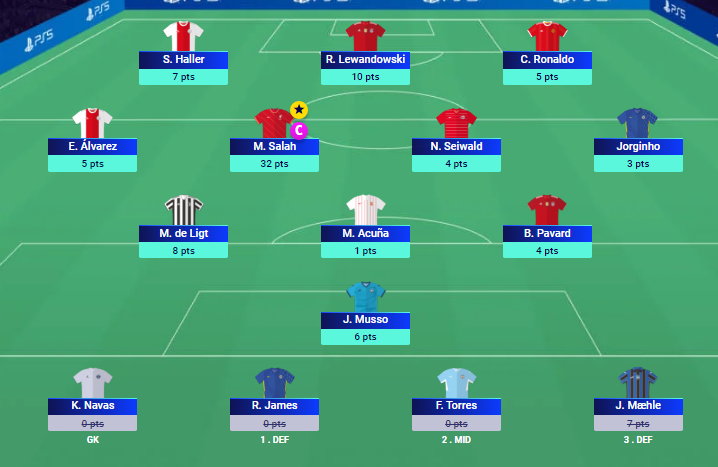 PS5
PS5
S. Haller
R. Lewandowski
C. Ronaldo
7 pts
10 pts
5 pts
C
E. Álvarez
M. Salah
N. Seiwald
Jorginho
5 pts
32 pts
4 pts
3 pts
M. de Ligt
M. Acuña
B. Pavard
8 pts
1 pts
4 pts
J. Musso
6 pts
K. Navas
R. James
F. Torres
J. Mæhle
0 pts
0 pts
0 pts
7 pts
GK
1 . DEF
2 . MID
3 . DEF